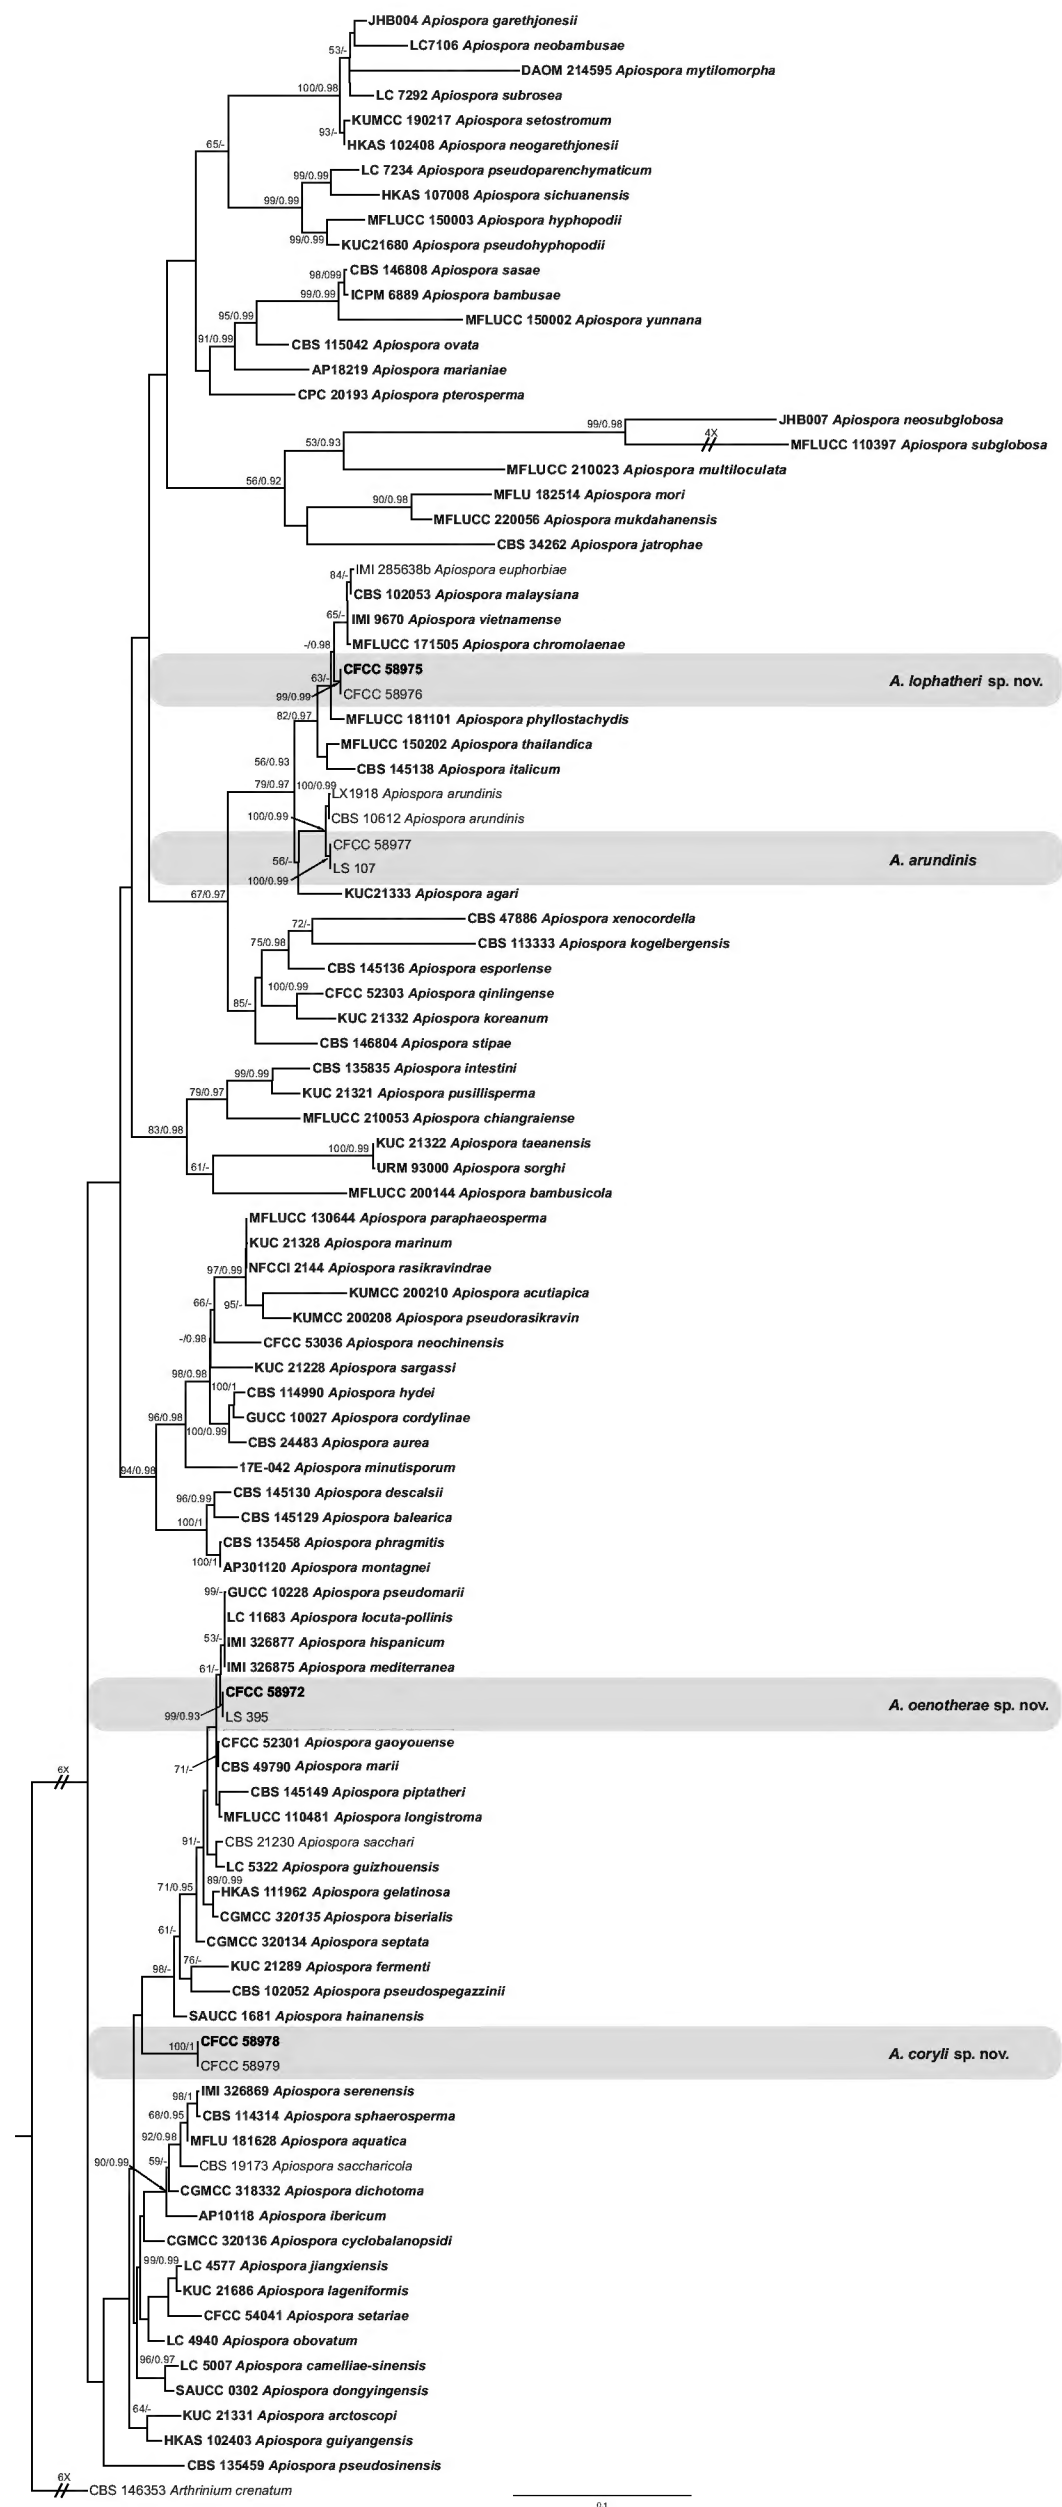 JHB004 Apiospora garethjonesii
LC7106 Apiospora neobambusae
53/-
DAOM 214595 Apiospora mytilomorpha
100/0.98
LC 7292 Apiospora subrosea
KUMCC 190217 Apiospora setostromum
93/-
HKAS 102408 Apiospora neogarethjonesii
65/-
LC 7234 Apiospora pseudoparenchymaticum
99/0.99
HKAS 107008 Apiospora sichuanensis
99/0.99
MFLUCC 150003 Apiospora hyphopodii
99/0.99
KUC21680 Apiospora pseudohyphopodii
CBS 146808 Apiospora sasae
98/099
ICPM 6889 Apiospora bambusae
99/0.99
MFLUCC 150002 Apiospora yunnana
95/0.99
CBS 115042 Apiospora ovata
91/0.99
AP18219 Apiospora marianiae
CPC 20193 Apiospora pterosperma
JHB007 Apiospora neosubglobosa
99/0.98
4X
MFLUCC 110397 Apiospora subglobosa
53/0.93
MFLUCC 210023 Apiospora multiloculata
56/0.92
MFLU 182514 Apiospora mori
90/0.98
MFLUCC 220056 Apiospora mukdahanensis
CBS 34262 Apiospora jatrophae
IMI 285638b Apiospora euphorbiae
84/-
CBS 102053 Apiospora malaysiana
65/-
IMI 9670 Apiospora vietnamense
-/0.98
MFLUCC 171505 Apiospora chromolaenae
CFCC 58975
63/-
A. lophatheri sp. nov.
99/0.99
CFCC 58976
82/0.97
MFLUCC 181101 Apiospora phyllostachydis
MFLUCC 150202 Apiospora thailandica
56/0.93
CBS 145138 Apiospora italicum
79/0.97
100/0.99
LX1918 Apiospora arundinis
100/0.99
CBS 10612 Apiospora arundinis
CFCC 58977
56/-
A. arundinis
LS 107
100/0.99
KUC21333 Apiospora agari
67/0.97
CBS 47886 Apiospora xenocordella
72/-
CBS 113333 Apiospora kogelbergensis
75/0.98
CBS 145136 Apiospora esporlense
100/0.99
CFCC 52303 Apiospora qinlingense
85/-
KUC 21332 Apiospora koreanum
CBS 146804 Apiospora stipae
CBS 135835 Apiospora intestini
99/0.99
KUC 21321 Apiospora pusillisperma
79/0.97
MFLUCC 210053 Apiospora chiangraiense
83/0.98
KUC 21322 Apiospora taeanensis
100/0.99
URM 93000 Apiospora sorghi
61/-
MFLUCC 200144 Apiospora bambusicola
MFLUCC 130644 Apiospora paraphaeosperma
KUC 21328 Apiospora marinum
97/0.99
NFCCI 2144 Apiospora rasikravindrae
KUMCC 200210 Apiospora acutiapica
66/-
95/-
KUMCC 200208 Apiospora pseudorasikravin
-/0.98
CFCC 53036 Apiospora neochinensis
KUC 21228 Apiospora sargassi
98/0.98
100/1
CBS 114990 Apiospora hydei
96/0.98
GUCC 10027 Apiospora cordylinae
100/0.99
CBS 24483 Apiospora aurea
94/0.98
17E-042 Apiospora minutisporum
CBS 145130 Apiospora descalsii
96/0.99
CBS 145129 Apiospora balearica
100/1
CBS 135458 Apiospora phragmitis
100/1
AP301120 Apiospora montagnei
99/-
GUCC 10228 Apiospora pseudomarii
LC 11683 Apiospora locuta-pollinis
53/-
IMI 326877 Apiospora hispanicum
61/-
IMI 326875 Apiospora mediterranea
CFCC 58972
A. oenotherae sp. nov.
99/0.93
LS 395
CFCC 52301 Apiospora gaoyouense
71/-
CBS 49790 Apiospora marii
6X
CBS 145149 Apiospora piptatheri
MFLUCC 110481 Apiospora longistroma
91/-
CBS 21230 Apiospora sacchari
LC 5322 Apiospora guizhouensis
89/0.99
71/0.95
HKAS 111962 Apiospora gelatinosa
CGMCC 320135 Apiospora biserialis
61/-
CGMCC 320134 Apiospora septata
76/-
98/-
KUC 21289 Apiospora fermenti
CBS 102052 Apiospora pseudospegazzinii
SAUCC 1681 Apiospora hainanensis
100/1
CFCC 58978
A. coryli sp. nov.
CFCC 58979
IMI 326869 Apiospora serenensis
98/1
68/0.95
CBS 114314 Apiospora sphaerosperma
92/0.98
MFLU 181628 Apiospora aquatica
90/0.99
59/-
CBS 19173 Apiospora saccharicola
CGMCC 318332 Apiospora dichotoma
AP10118 Apiospora ibericum
CGMCC 320136 Apiospora cyclobalanopsidi
99/0.99
LC 4577 Apiospora jiangxiensis
KUC 21686 Apiospora lageniformis
CFCC 54041 Apiospora setariae
LC 4940 Apiospora obovatum
96/0.97
LC 5007 Apiospora camelliae-sinensis
SAUCC 0302 Apiospora dongyingensis
64/-
KUC 21331 Apiospora arctoscopi
HKAS 102403 Apiospora guiyangensis
CBS 135459 Apiospora pseudosinensis
6X
CBS 146353 Arthrinium crenatum
0.1